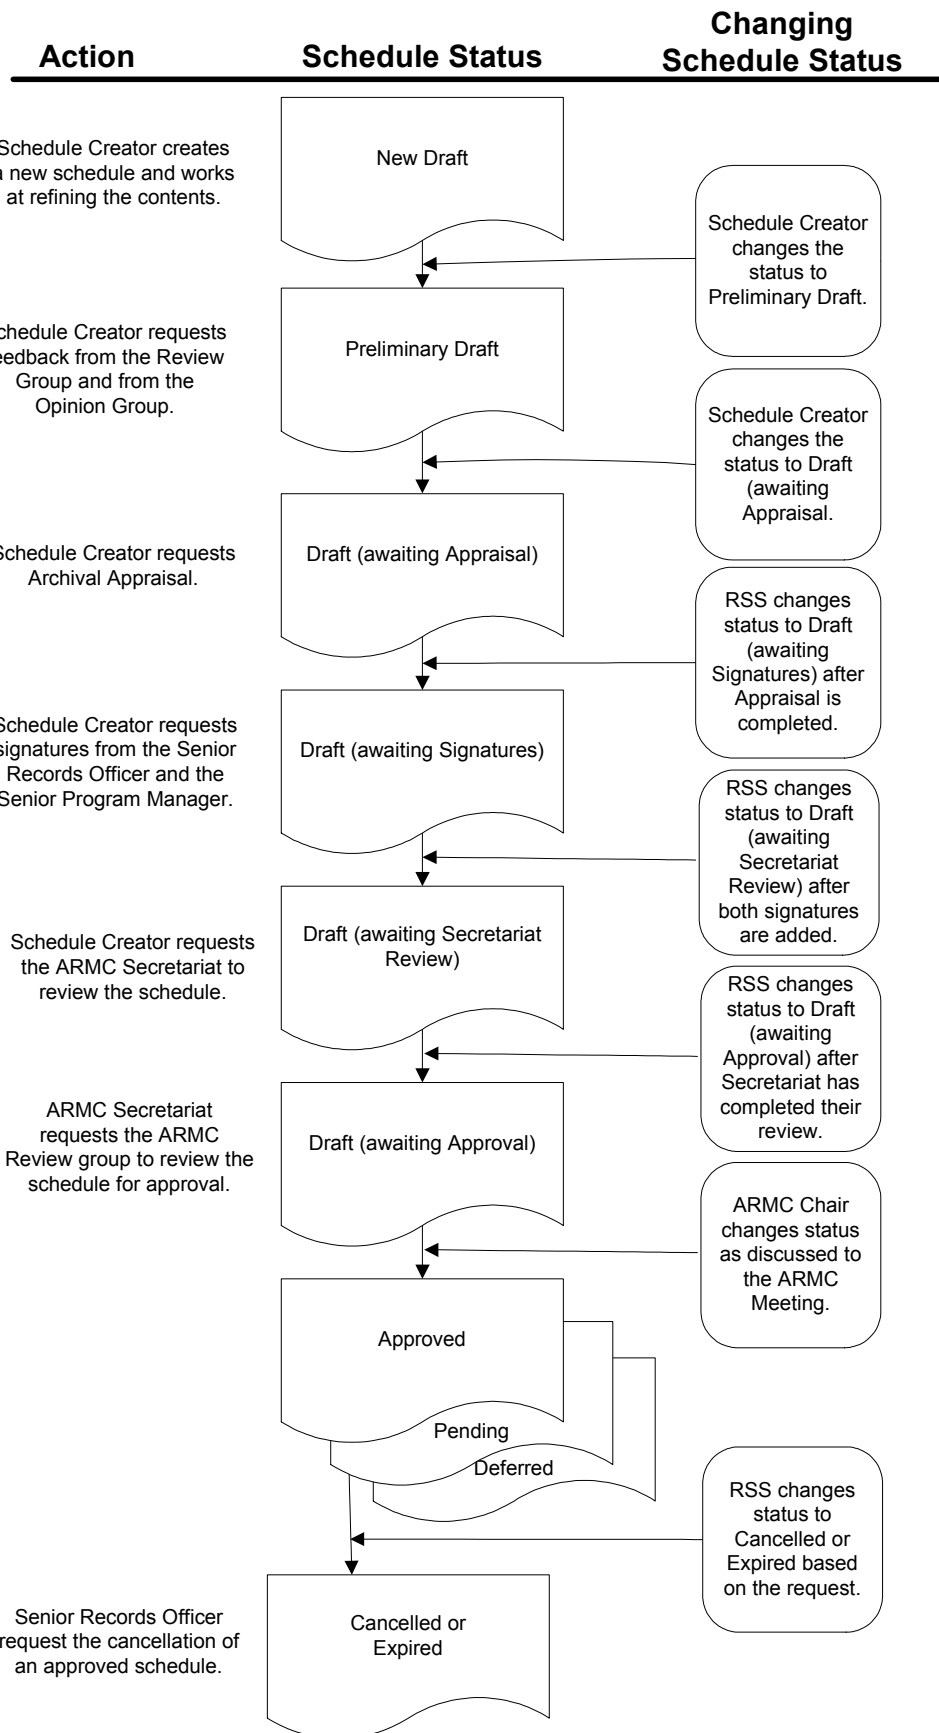 Action
Schedule Status
Changing
Schedule Status
Schedule Creator creates
a new schedule and works
at refining the contents.
New Draft
Schedule Creator
changes the
status to
Preliminary Draft.
Schedule Creator requests
feedback from the Review
Group and from the
Opinion Group.
Preliminary Draft
Schedule Creator
changes the
status to Draft
(awaiting
Appraisal.
Schedule Creator requests
Archival Appraisal.
Draft (awaiting Appraisal)
RSS changes
status to Draft
(awaiting
Signatures) after
Appraisal is
completed.
Schedule Creator requests
signatures from the Senior
Records Officer and the
Senior Program Manager.
Draft (awaiting Signatures)
RSS changes
status to Draft
(awaiting
Secretariat
Review) after
both signatures
are added.
Schedule Creator requests
the ARMC Secretariat to
review the schedule.
Draft (awaiting Secretariat
Review)
RSS changes
status to Draft
(awaiting
Approval) after
Secretariat has
completed their
review.
ARMC Secretariat
requests the ARMC
Review group to review the
schedule for approval.
Draft (awaiting Approval)
ARMC Chair
changes status
as discussed to
the ARMC
Meeting.
Approved
Pending
Deferred
RSS changes
status to
Cancelled or
Expired based
on the request.
Senior Records Officer
request the cancellation of
an approved schedule.
Cancelled or
Expired